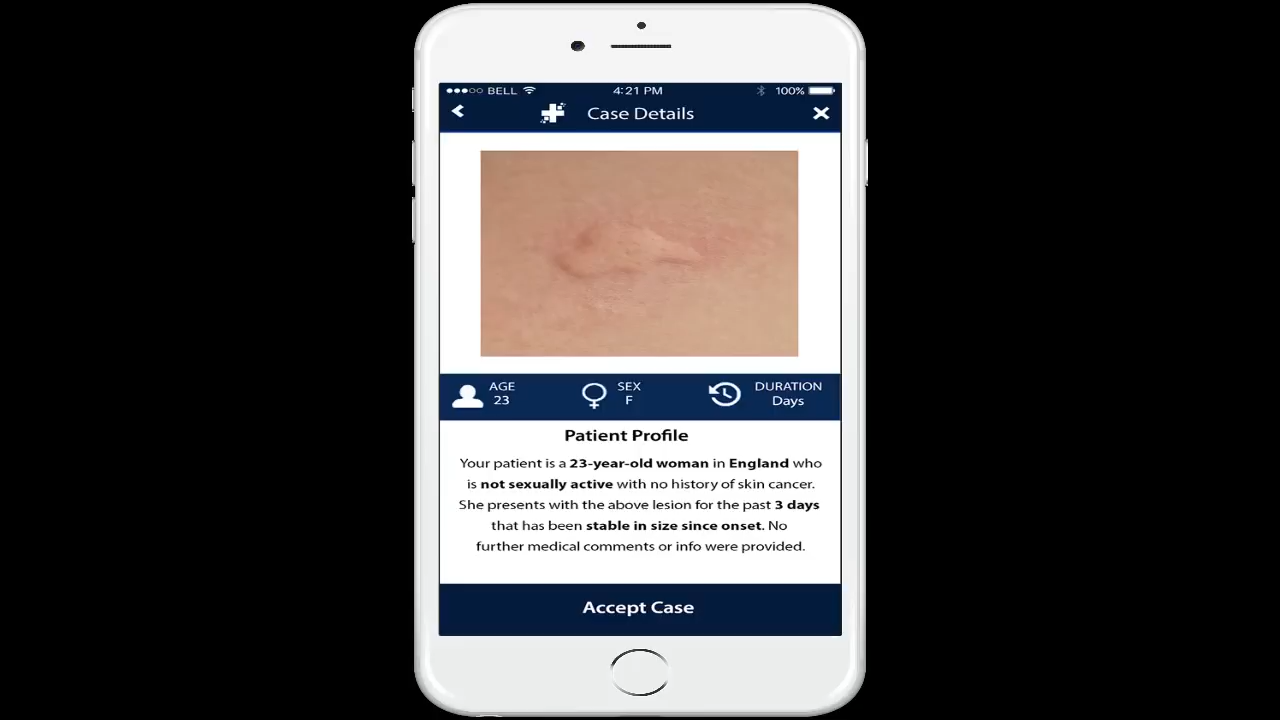 BELL 4:21 PM 100%
Case Details
AGE SEX DURATION
23 F Days
Patient Profile
Your patient is a 23-year-old woman in England who
is not sexually active with no history of skin cancer.
She presents with the above lesion for the past 3 days
that has been stable in size since onset. No
further medical comments or info were provided.
Accept Case